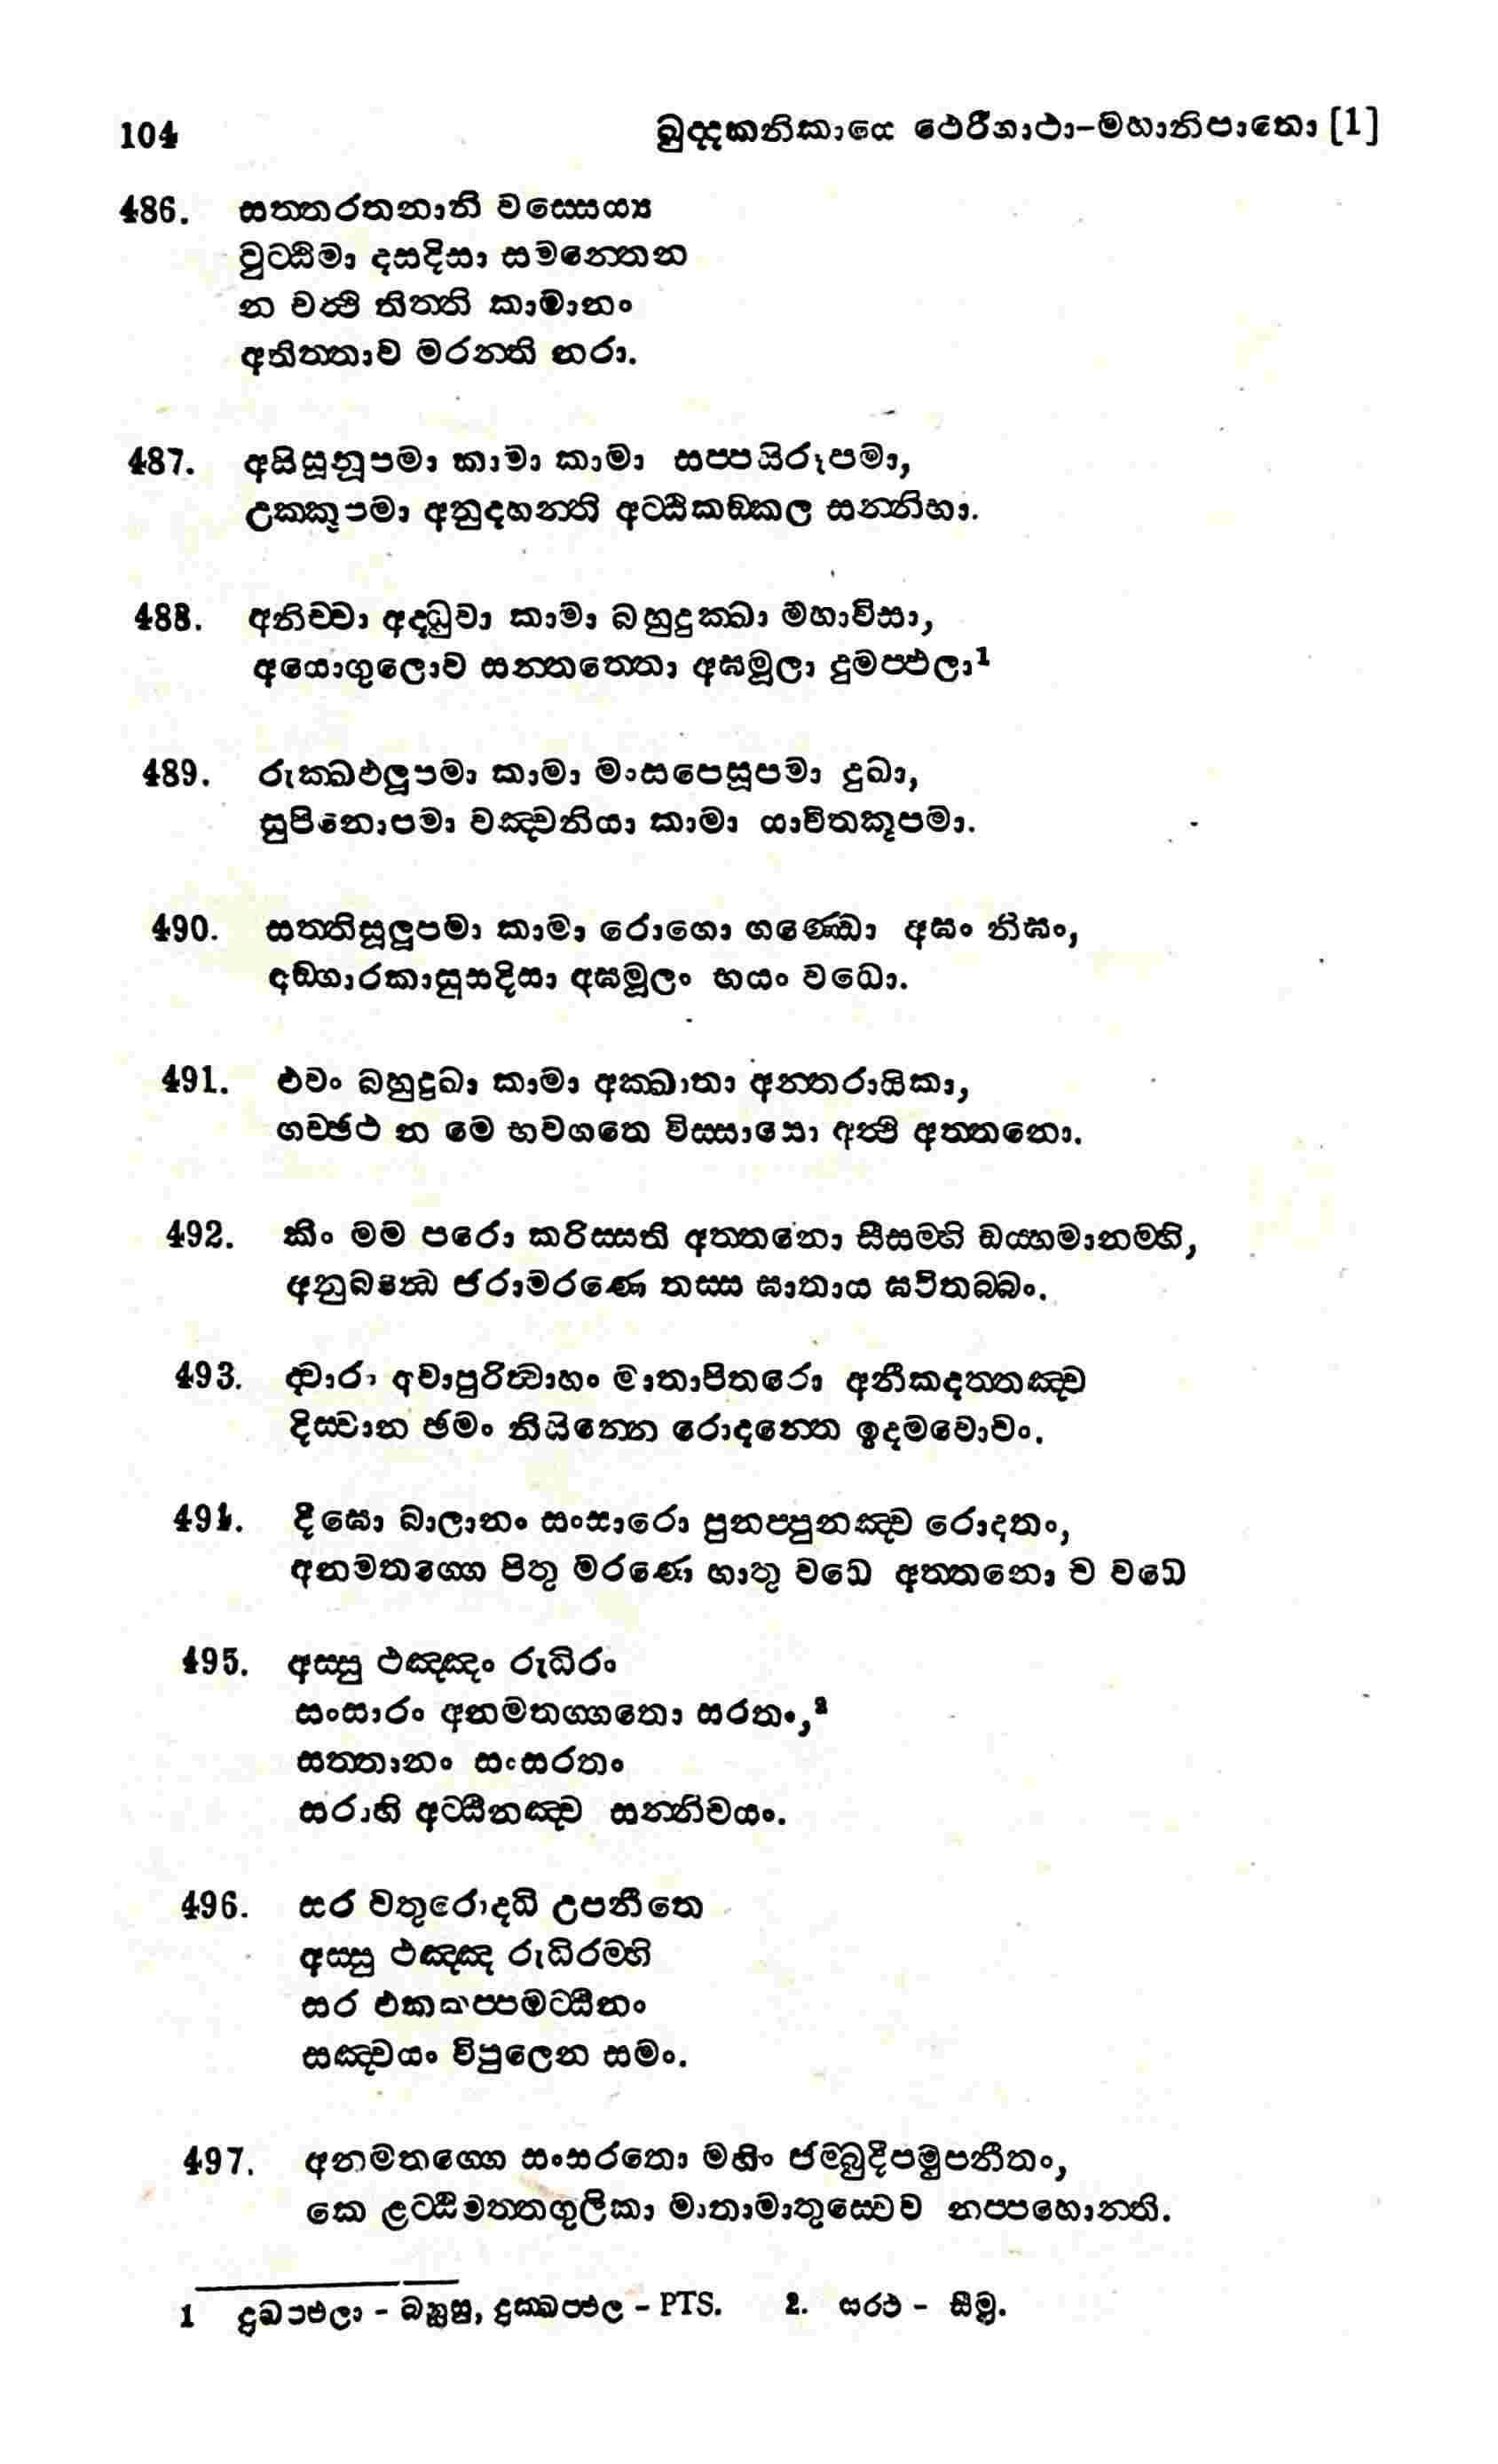 104 ඛුද්දකනිකායෙ ථෙරීගාථා-මහානිපාතො [1]
486. සත්තරතනානි වස්සෙය්‍ය
වුට්ඨිමා දසදිසා සමන්තෙන
න චත්‍ථි තිත්ති කාමානං
අතිත්තාව මරන්ති නරා.
487. අසිසූනූපමා කාමා කාමා සප්පසිරූපමා,
උක්කූපමා අනුදහන්ති අට්ඨිකඞ්කල සන්නිභා.
488. අනිච්චා අද්ධුවා කාමා බහුදුක්ඛා මහාවිසා,
අයොගුලොව සන්තත්තො අඝමූලා දුමප්ඵලා¹
489. රුක්ඛඵලූපමා කාමා මංසපෙසූපමා දුඛා,
සුපිනොපමා වඤ්චනියා කාමා යාචිතකූපමා.
490. සත්තිසූලූපමා කාමා රොගො ගණ්ඩො අඝං නිඝං,
අඞ්ගාරකාසුසදිසා අඝමූලං භයං වධො.
491. එවං බහුදුඛා කාමා අක්ඛාතා අන්තරායිකා,
ගච්ඡථ න මෙ භවගතෙ විස්සාසො අත්‍ථි අත්තනො.
492. කිං මම පරො කරිස්සති අත්තනො සීසම්හි ඩය්හමානම්හි,
අනුබන්ධෙ ජරාමරණෙ තස්ස ඝාතාය ඝටිතබ්බං.
493. ද්වාරා අවාපුරිත්‍වාහං මාතාපිතරො අනීකදත්තඤ්ච
දිස්වාන ඡමං නිසින්නෙ රොදන්තෙ ඉදමවොචං.
494. දීඝො බාලානං සංසාරො පුනප්පුනඤ්ච රොදතං,
අනමතග්ගෙ පිතු මරණෙ භාතු වධෙ අත්තනො ච වධෙ
495. අස්සු ථඤ්ඤං රුධිරං
සංසාරං අනමතග්ගතො සරතං,²
සත්තානං සංසරතං
සරාහි අට්ඨීනඤ්ච සන්නිචයං.
496. සර චතුරොදධි උපනීතෙ
අස්සු ථඤ්ඤ රුධිරම්හි
සර එකකප්පමට්ඨීනං
සඤ්චයං විපුලෙන සමං.
497. අනමතග්ගෙ සංසරතො මහිං ජම්බුදීපමුපනීතං,
කොලට්ඨිමත්තගුලිකා මාතාමාතුස්වෙව නප්පහොන්ති.
1 දුඛප්ඵලා - බහූසු, දුක්ඛප්ඵල - PTS. 2. සරථ - සීමු.